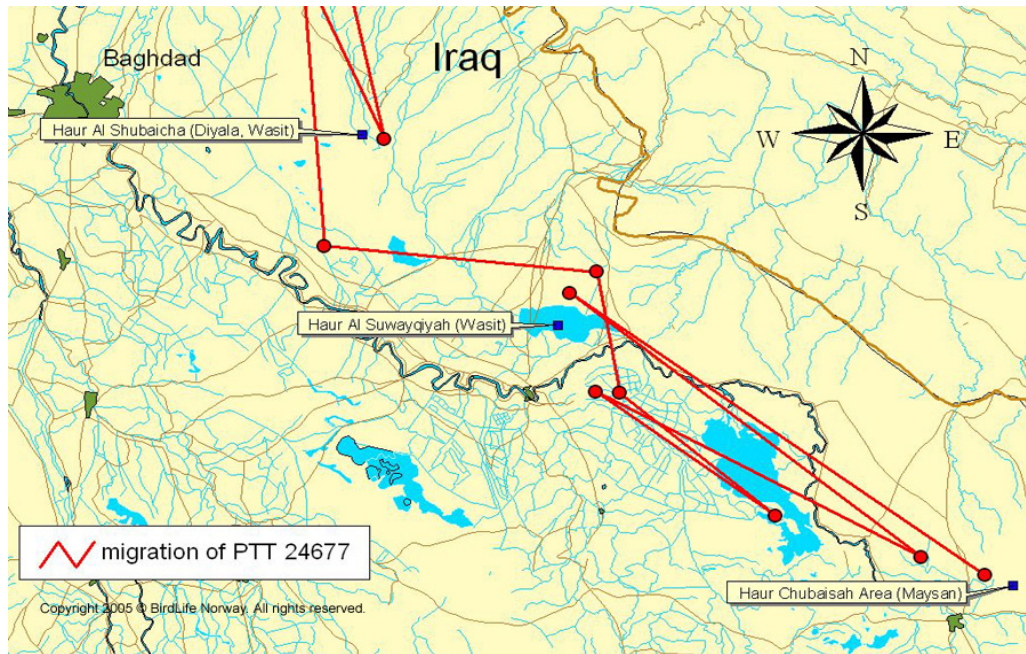 Baghdad
Iraq
N
Haur Al Shubaicha (Diyala, Wasit)
W
E
S
Haur Al Suwayqiyah (Wasit)
migration of PTT 24677
Haur Chubaisah Area (Maysan)
Copyright 2005 © BirdLife Norway. All rights reserved.